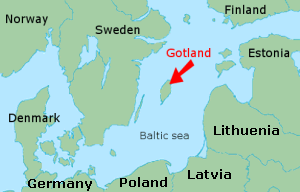 Norway
Finland
Sweden
Gotland
Estonia
Denmark
Baltic sea
Lithuenia
Latvia
Germany
Poland